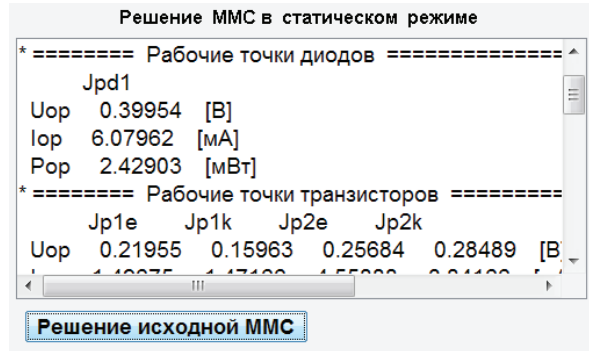 Решение ММС в статическом режиме
* ======== Рабочие точки диодов ===============
Jpd1
Uop 0.39954 [В]
Iop 6.07962 [мА]
Pop 2.42903 [мВт]
* ======== Рабочие точки транзисторов =========
Jp1e Jp1k Jp2e Jp2k
Uop 0.21955 0.15963 0.25684 0.28489 [В
Решение исходной ММС